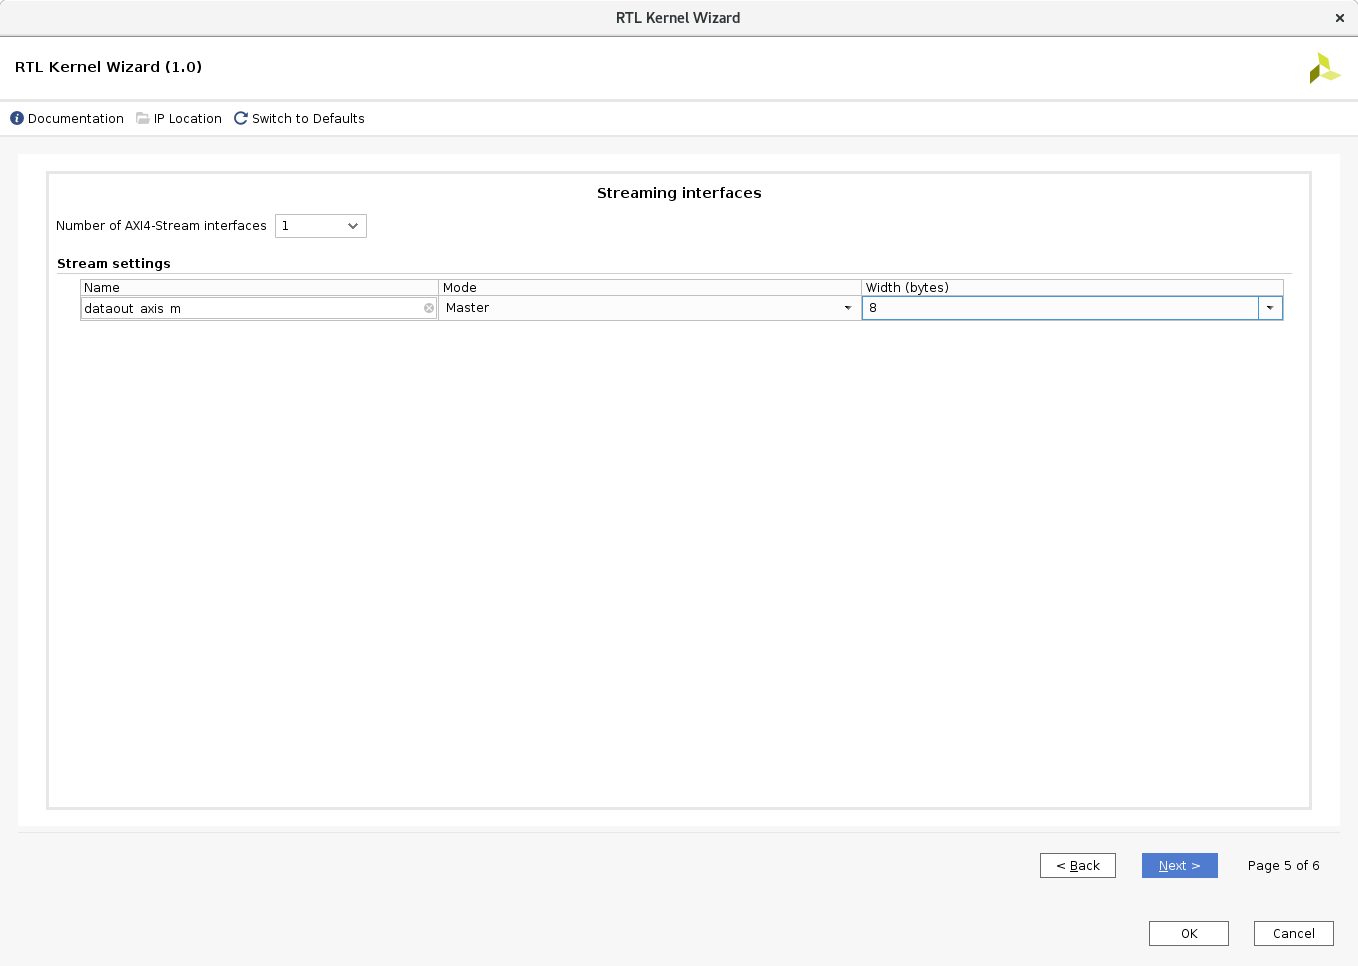 RTL Kernel Wizard
RTL Kernel Wizard (1.0)
Documentation IP Location Switch to Defaults
Streaming interfaces
Number of AXI4-Stream interfaces 1
Stream settings
Name Mode Width (bytes)
dataout_axis_m Master 8
< Back Next > Page 5 of 6
OK Cancel